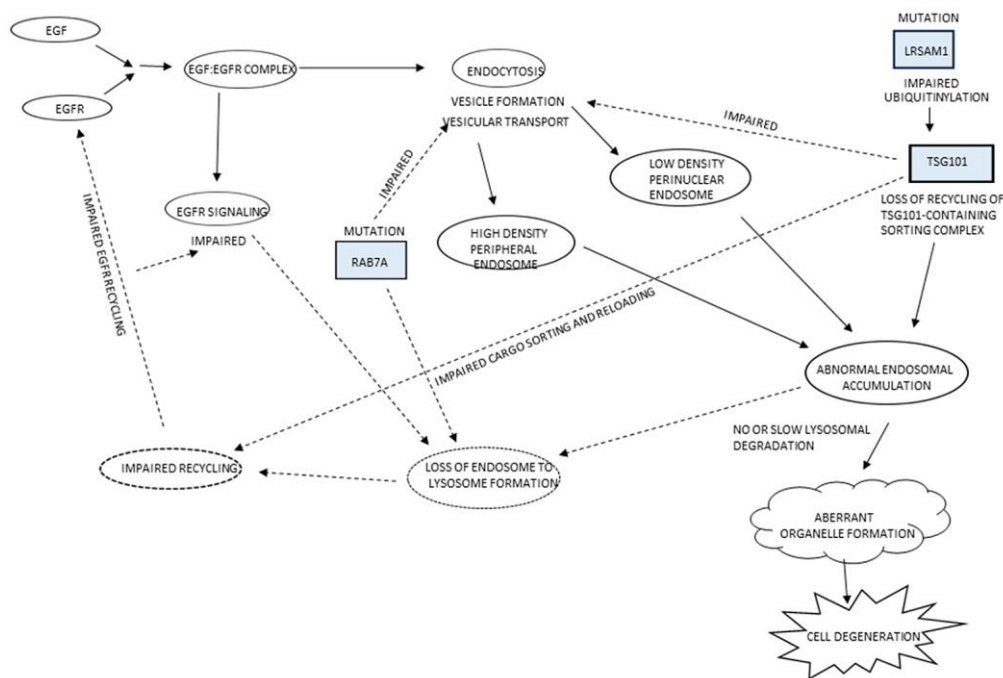 EGF
EGFR
EGF:EGFR COMPLEX
EGFR SIGNALING
IMPAIRED
IMPAIRED EGFR RECYCLING
ENDOCYTOSIS
VESICLE FORMATION
VESICULAR TRANSPORT
IMPAIRED
MUTATION
RAB7A
HIGH DENSITY
PERIPHERAL
ENDOSOME
LOW DENSITY
PERINUCLEAR
ENDOSOME
IMPAIRED
MUTATION
LRSAM1
IMPAIRED
UBIQUITINYLATION
TSG101
LOSS OF RECYCLING OF
TSG101-CONTAINING
SORTING COMPLEX
IMPAIRED CARGO SORTING AND RELOADING
ABNORMAL ENDOSOMAL
ACCUMULATION
NO OR SLOW LYSOSOMAL
DEGRADATION
IMPAIRED RECYCLING
LOSS OF ENDOSOME TO
LYSOSOME FORMATION
ABERRANT
ORGANELLE FORMATION
CELL DEGENERATION